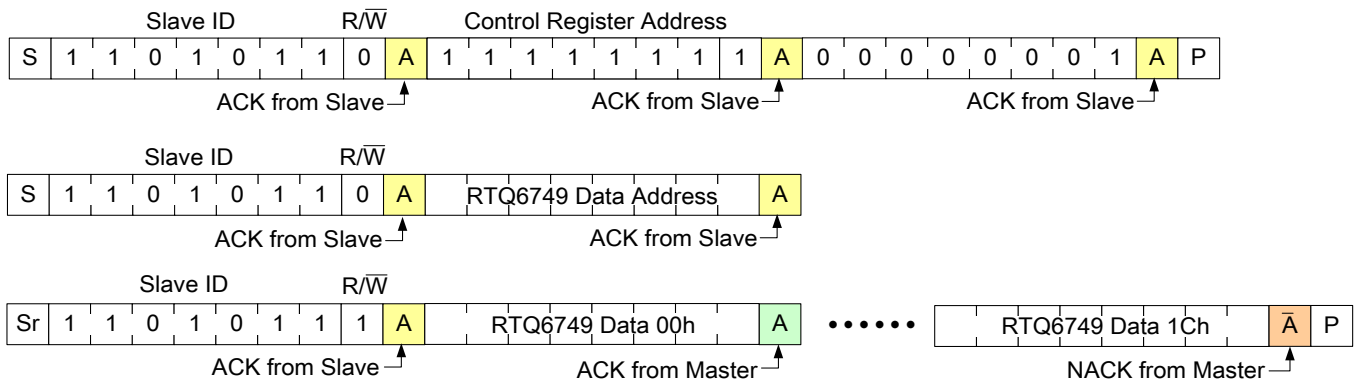 Slave ID R/W̅ Control Register Address
S 1 1 0 1 0 1 1 0 A 1 1 1 1 1 1 1 1 A 0 0 0 0 0 0 0 1 A P
ACK from Slave ACK from Slave ACK from Slave
Slave ID R/W̅
S 1 1 0 1 0 1 1 0 A RTQ6749 Data Address A
ACK from Slave ACK from Slave
Slave ID R/W̅
Sr 1 1 0 1 0 1 1 1 A RTQ6749 Data 00h A •••••• RTQ6749 Data 1Ch A̅ P
ACK from Slave ACK from Master NACK from Master